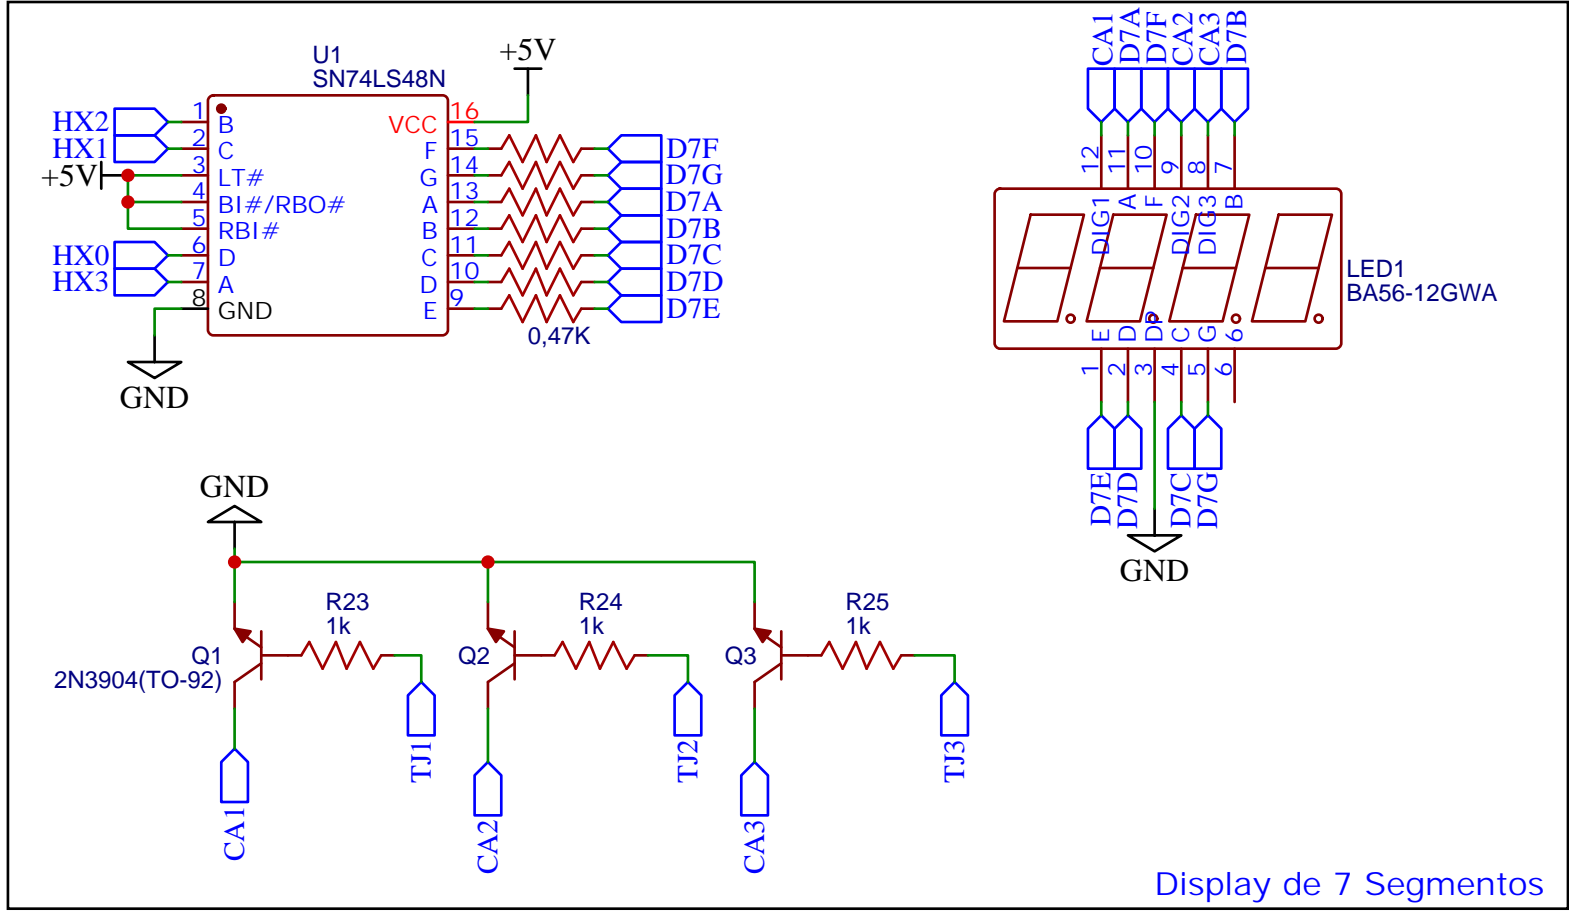 U1
SN74LS48N
+5V
HX2
HX1
+5V
HX0
HX3
1
2
3
4
5
6
7
8
B
C
LT#
BI#/RBO#
RBI#
D
A
GND
VCC
F
G
A
B
C
D
E
16
15
14
13
12
11
10
9
D7F
D7G
D7A
D7B
D7C
D7D
D7E
0,47K
GND
CA1
D7A
D7F
CA2
CA3
D7B
12
11
10
9
8
7
DIG1
A
F
DIG2
DIG3
B
LED1
BA56-12GWA
E
D
DP
C
G
6
1
2
3
4
5
6
D7E
D7D
D7C
D7G
GND
GND
R23
1k
Q1
2N3904(TO-92)
TJ1
CA1
R24
1k
Q2
TJ2
CA2
R25
1k
Q3
TJ3
CA3
Display de 7 Segmentos